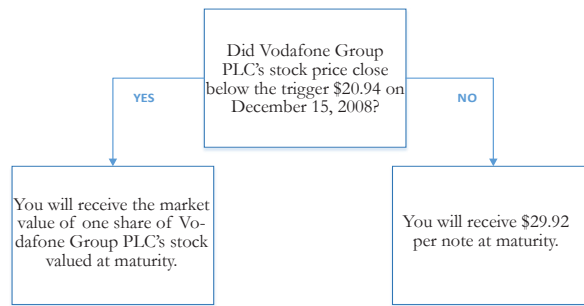 Did Vodafone Group
PLC's stock price close
below the trigger $20.94 on
December 15, 2008?
YES
NO
You will receive the market
value of one share of Vo-
dafone Group PLC's stock
valued at maturity.
You will receive $29.92
per note at maturity.